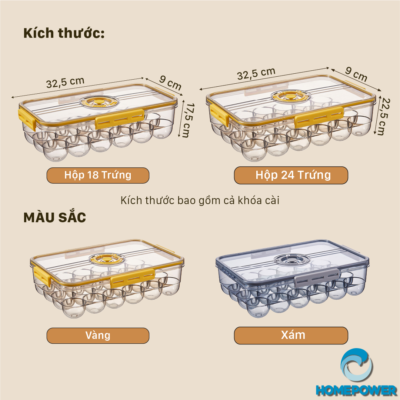 Kích thước:
32,5 cm
9 cm
17,5 cm
32,5 cm
9 cm
22,5 cm
Hộp 18 Trứng
Hộp 24 Trứng
Kích thước bao gồm cả khóa cài
MÀU SẮC
Vàng
Xám
HOMEPOWER